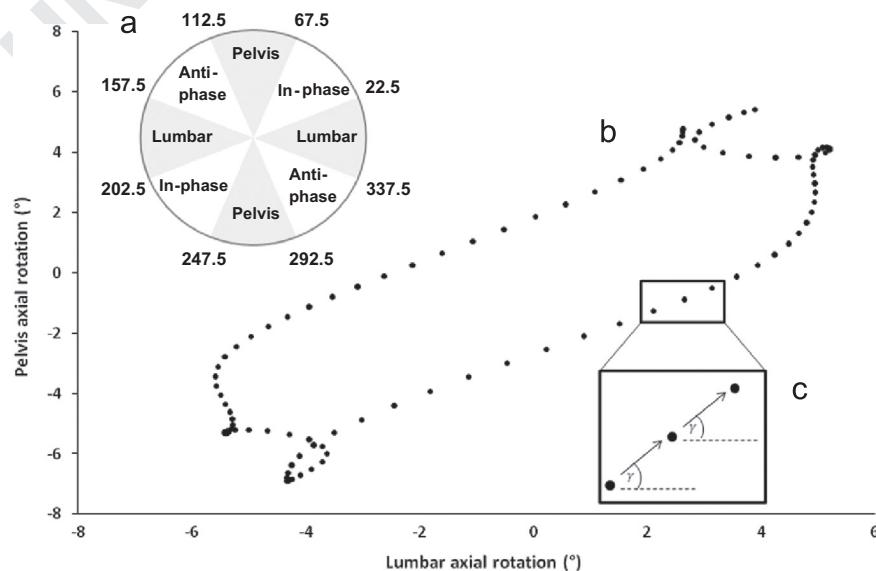 a
112.5
67.5
Pelvis
Anti-
phase
In-phase
157.5
22.5
Lumbar
Lumbar
In-phase
Anti-
phase
202.5
337.5
Pelvis
247.5
292.5
b
c
γ
γ
8
6
4
2
0
-2
-4
-6
-8
Pelvis axial rotation (°)
-8
-6
-4
-2
0
2
4
6
Lumbar axial rotation (°)